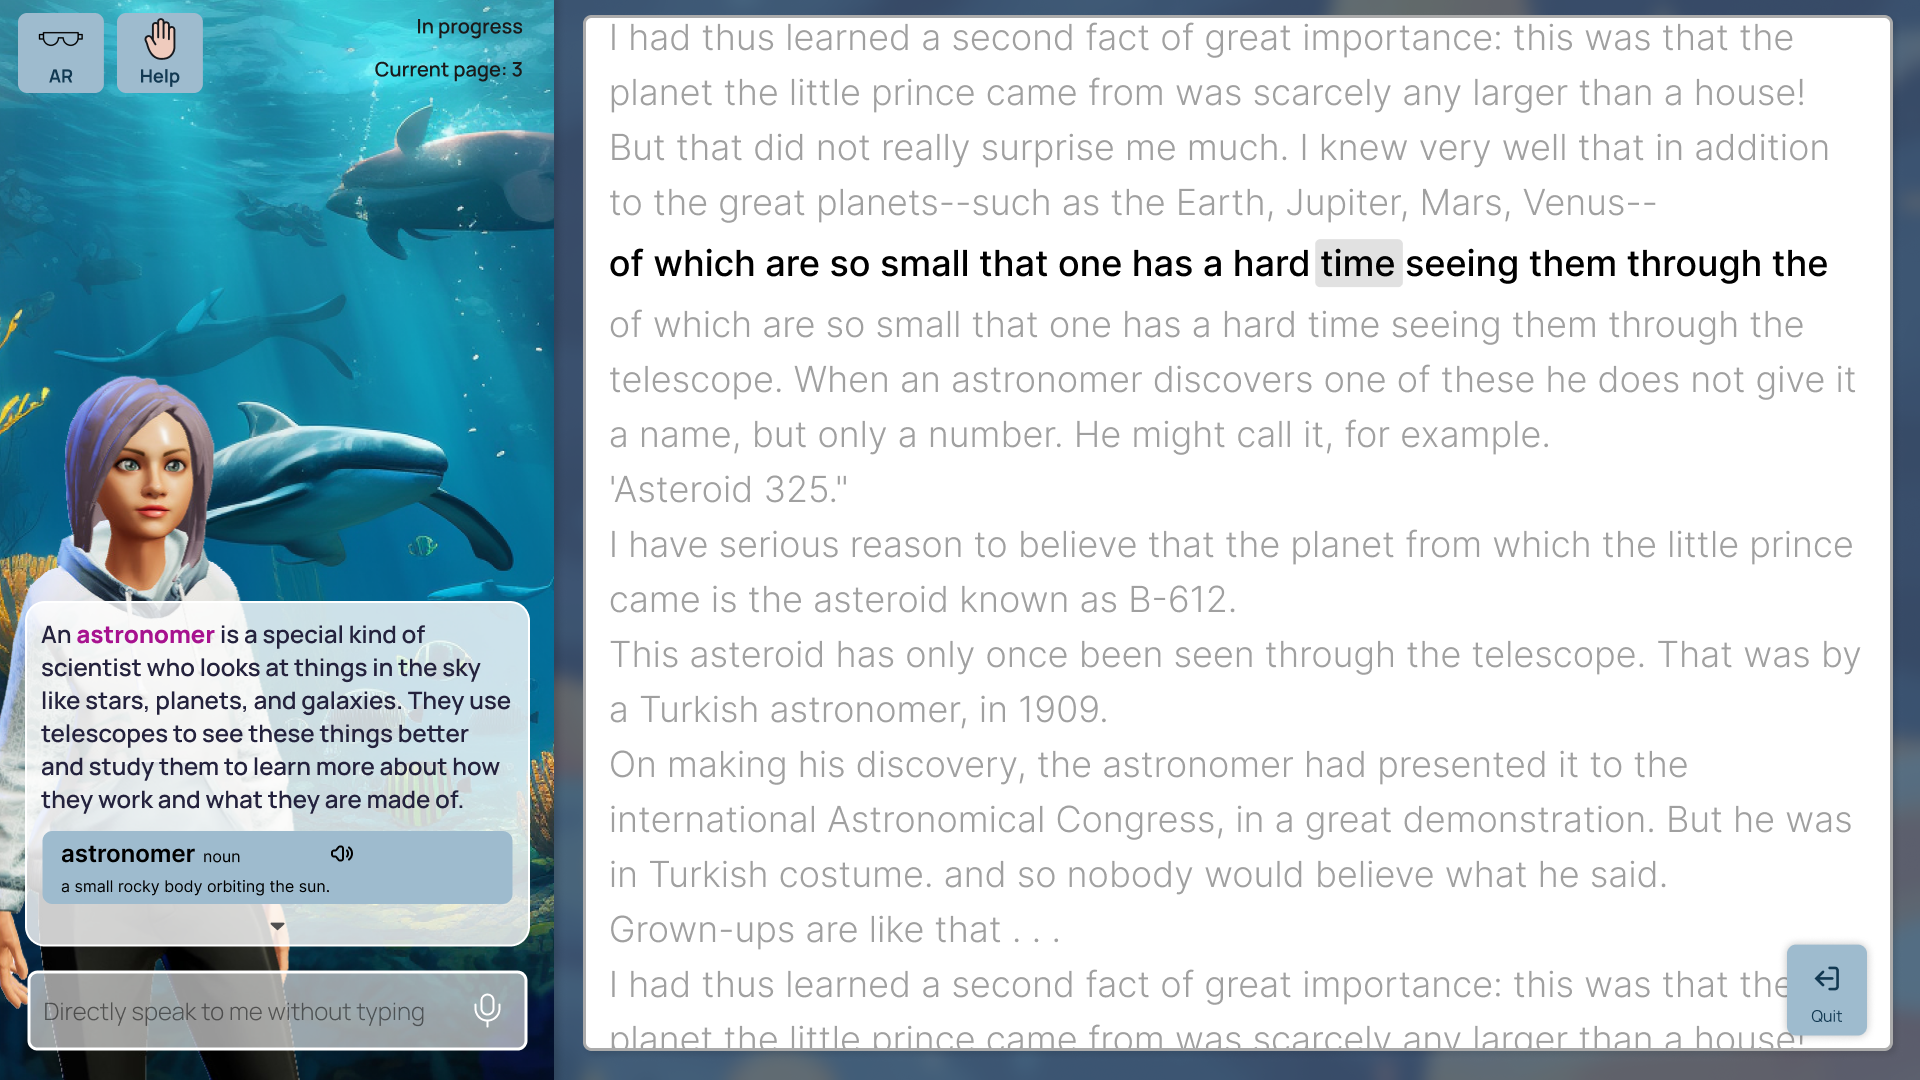 AR
Help
In progress
Current page: 3
An astronomer is a special kind of
scientist who looks at things in the sky
like stars, planets, and galaxies. They use
telescopes to see these things better
and study them to learn more about how
they work and what they are made of.
astronomer noun
a small rocky body orbiting the sun.
Directly speak to me without typing
I had thus learned a second fact of great importance: this was that the
planet the little prince came from was scarcely any larger than a house!
But that did not really surprise me much. I knew very well that in addition
to the great planets--such as the Earth, Jupiter, Mars, Venus--
of which are so small that one has a hard time seeing them through the
of which are so small that one has a hard time seeing them through the
telescope. When an astronomer discovers one of these he does not give it
a name, but only a number. He might call it, for example.
'Asteroid 325."
I have serious reason to believe that the planet from which the little prince
came is the asteroid known as B-612.
This asteroid has only once been seen through the telescope. That was by
a Turkish astronomer, in 1909.
On making his discovery, the astronomer had presented it to the
international Astronomical Congress, in a great demonstration. But he was
in Turkish costume. and so nobody would believe what he said.
Grown-ups are like that . . .
I had thus learned a second fact of great importance: this was that the
planet the little prince came from was scarcely any larger than a house!
Quit